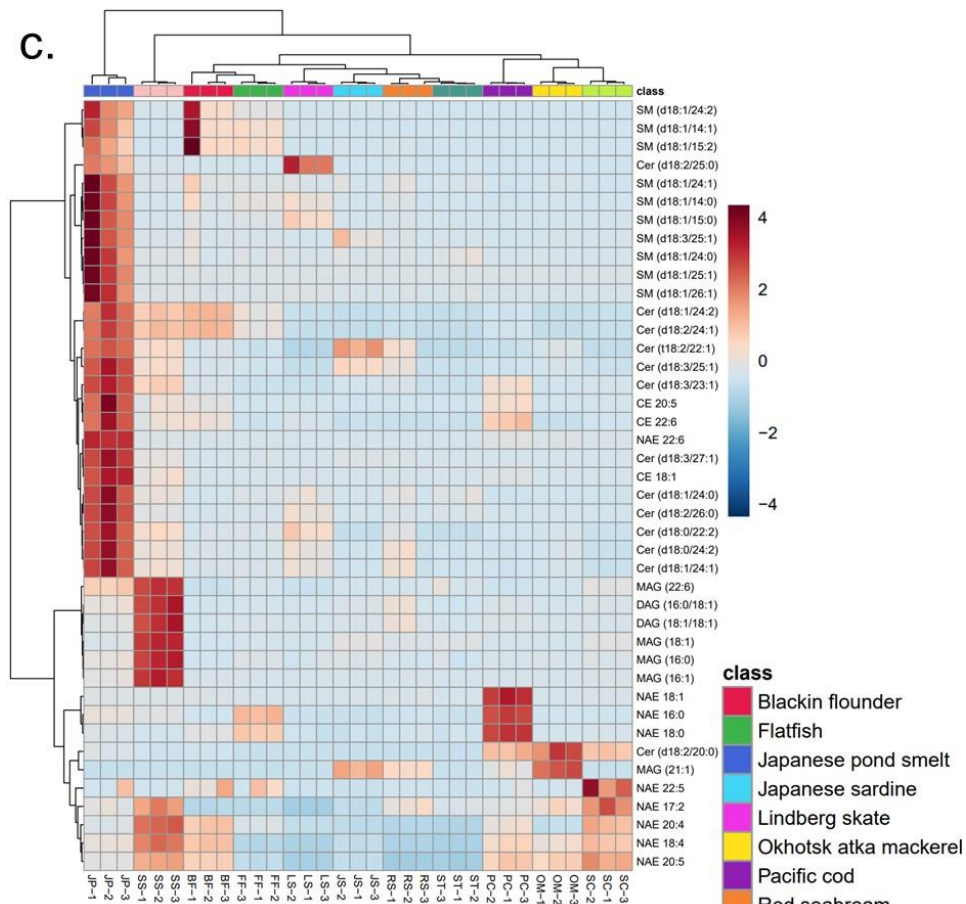 c.
class
SM (d18:1/24:2)
SM (d18:1/14:1)
SM (d18:1/15:2)
Cer (d18:2/25:0)
SM (d18:1/24:1)
SM (d18:1/14:0)
SM (d18:1/15:0)
SM (d18:3/25:1)
SM (d18:1/24:0)
SM (d18:1/25:1)
SM (d18:1/26:1)
Cer (d18:1/24:2)
Cer (d18:2/24:1)
Cer (t18:2/22:1)
Cer (d18:3/25:1)
Cer (d18:3/23:1)
CE 20:5
CE 22:6
NAE 22:6
Cer (d18:3/27:1)
CE 18:1
Cer (d18:1/24:0)
Cer (d18:2/26:0)
Cer (d18:0/22:2)
Cer (d18:0/24:2)
Cer (d18:1/24:1)
MAG (22:6)
DAG (16:0/18:1)
DAG (18:1/18:1)
MAG (18:1)
MAG (16:0)
MAG (16:1)
NAE 18:1
NAE 16:0
NAE 18:0
Cer (d18:2/20:0)
MAG (21:1)
NAE 22:5
NAE 17:2
NAE 20:4
NAE 18:4
NAE 20:5
JP-1
JP-2
JP-3
SS-1
SS-2
SS-3
BF-1
BF-2
BF-3
FF-3
FF-1
FF-2
LS-2
LS-1
LS-3
JS-2
JS-1
JS-3
RS-1
RS-2
RS-3
ST-3
ST-1
ST-2
PC-2
PC-1
PC-3
OM-1
OM-2
OM-3
SC-2
SC-1
SC-3
4
2
0
−2
−4
class
Blackin flounder
Flatfish
Japanese pond smelt
Japanese sardine
Lindberg skate
Okhotsk atka mackerel
Pacific cod
Red seabream